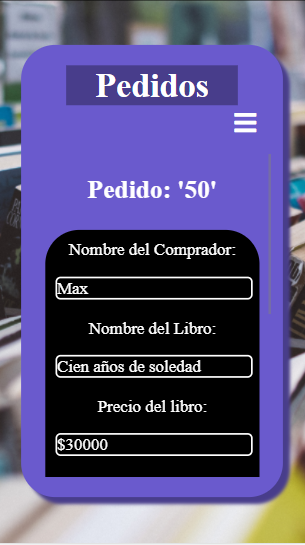 Pedidos
Pedido: '50'
Nombre del Comprador:
Max
Nombre del Libro:
Cien años de soledad
Precio del libro:
$30000